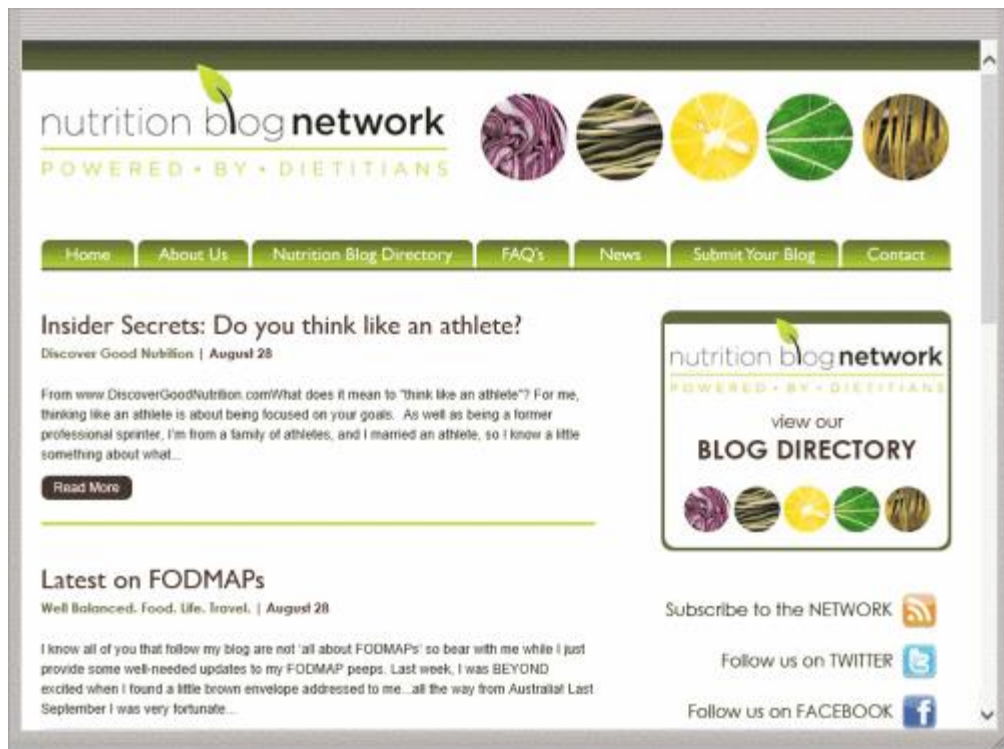 nutrition blog network
POWERED • BY • DIETITIANS
Home About Us Nutrition Blog Directory FAQ's News Submit Your Blog Contact
Insider Secrets: Do you think like an athlete?
Discover Good Nutrition | August 28
From www.DiscoverGoodNutrition.comWhat does it mean to "think like an athlete"? For me,
thinking like an athlete is about being focused on your goals. As well as being a former
professional sprinter, I'm from a family of athletes, and I married an athlete, so I know a little
something about what...
Read More
Latest on FODMAPs
Well Balanced. Food. Life. Travel. | August 28
I know all of you that follow my blog are not 'all about FODMAPs' so bear with me while I just
provide some well-needed updates to my FODMAP peeps. Last week, I was BEYOND
excited when I found a little brown envelope addressed to me...all the way from Australia! Last
September I was very fortunate...
nutrition blog network
POWERED • BY • DIETITIANS
view our
BLOG DIRECTORY
Subscribe to the NETWORK
Follow us on TWITTER
Follow us on FACEBOOK